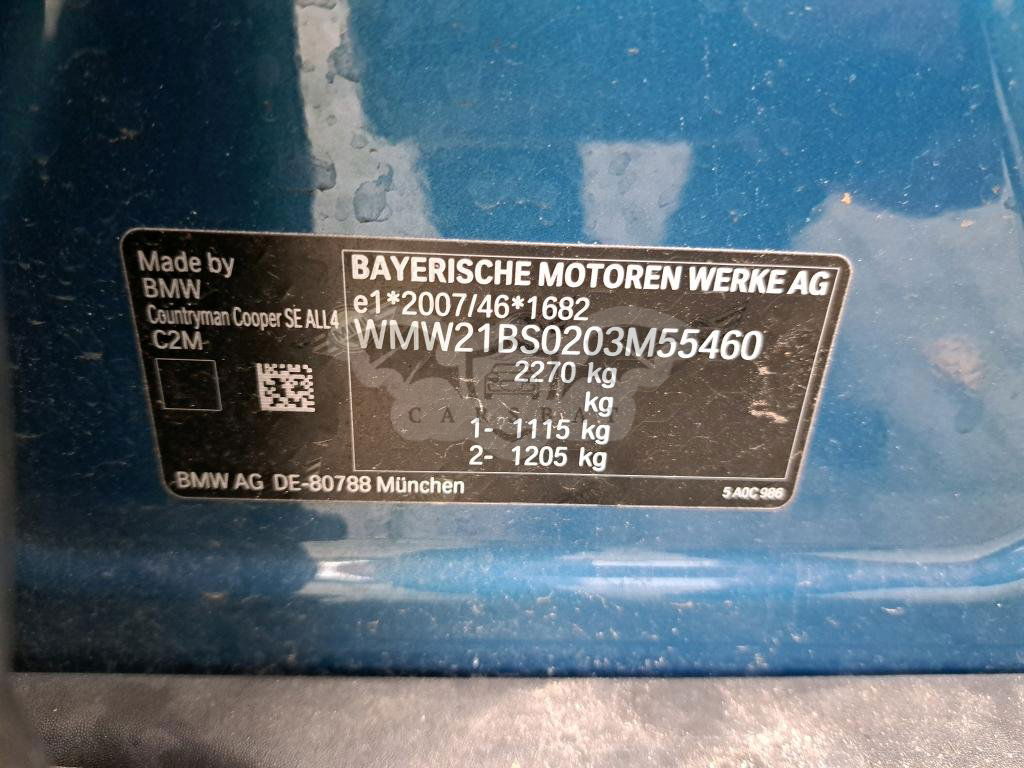 Made by
BMW
Countryman Cooper SE ALL4
C2M
BAYERISCHE MOTOREN WERKE AG
e1*2007/46*1682
WMW21BS0203M55460
2270 kg
kg
1- 1115 kg
2- 1205 kg
BMW AG DE-80788 München
5 A0C 986
CARSBAT